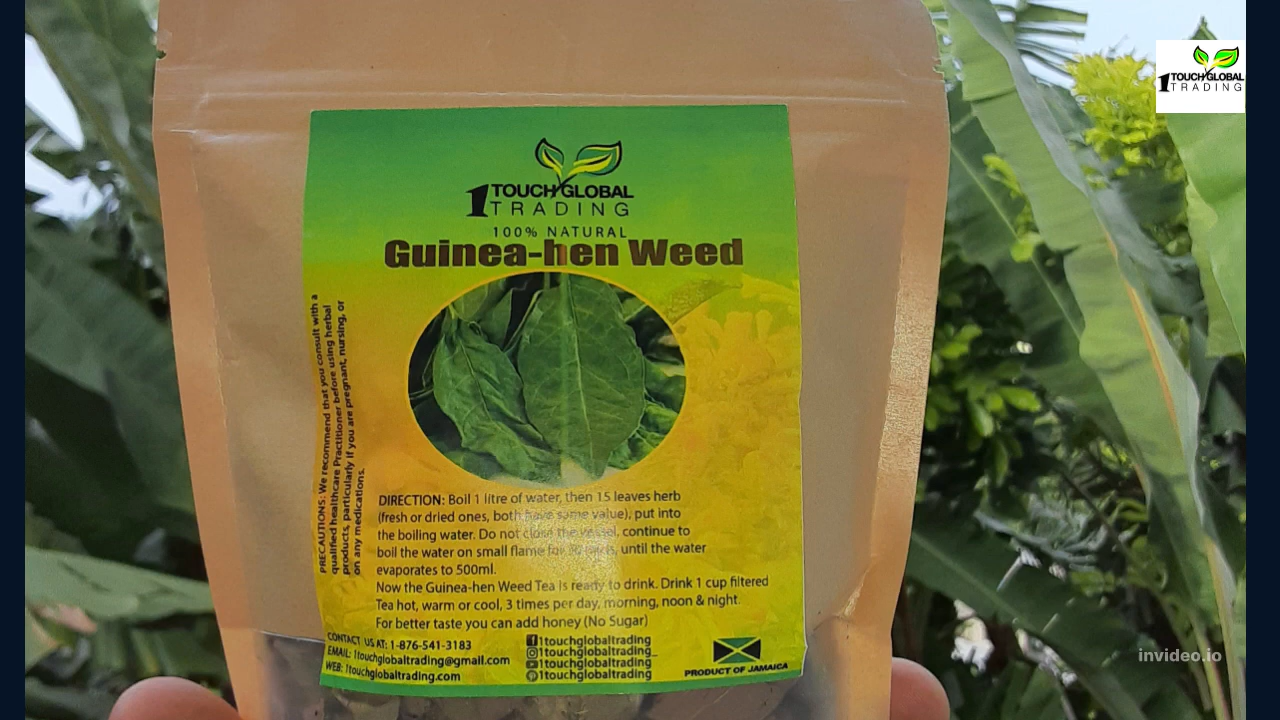 1 TOUCH GLOBAL
TRADING
100% NATURAL
Guinea-hen Weed
PRECAUTIONS: We recommend that you consult with a
qualified healthcare Practitioner before using herbal
products, particularly if you are pregnant, nursing, or
on any medications.
DIRECTION: Boil 1 litre of water, then 15 leaves herb
(fresh or dried ones, both have same value), put into
the boiling water. Do not close the vessel, continue to
boil the water on small flame for until the water
evaporates to 500ml.
Now the Guinea-hen Weed Tea is ready to drink. Drink 1 cup filtered
Tea hot, warm or cool, 3 times per day, morning, noon & night.
For better taste you can add honey (No Sugar)
CONTACT US AT: 1-876-541-3183
EMAIL: 1touchglobaltrading@gmail.com
WEB: 1touchglobaltrading.com
1touchglobaltrading
1touchglobaltrading_
1touchglobaltrading
1touchglobaltrading
PRODUCT OF JAMAICA
1 TOUCH GLOBAL
TRADING
invideo.io